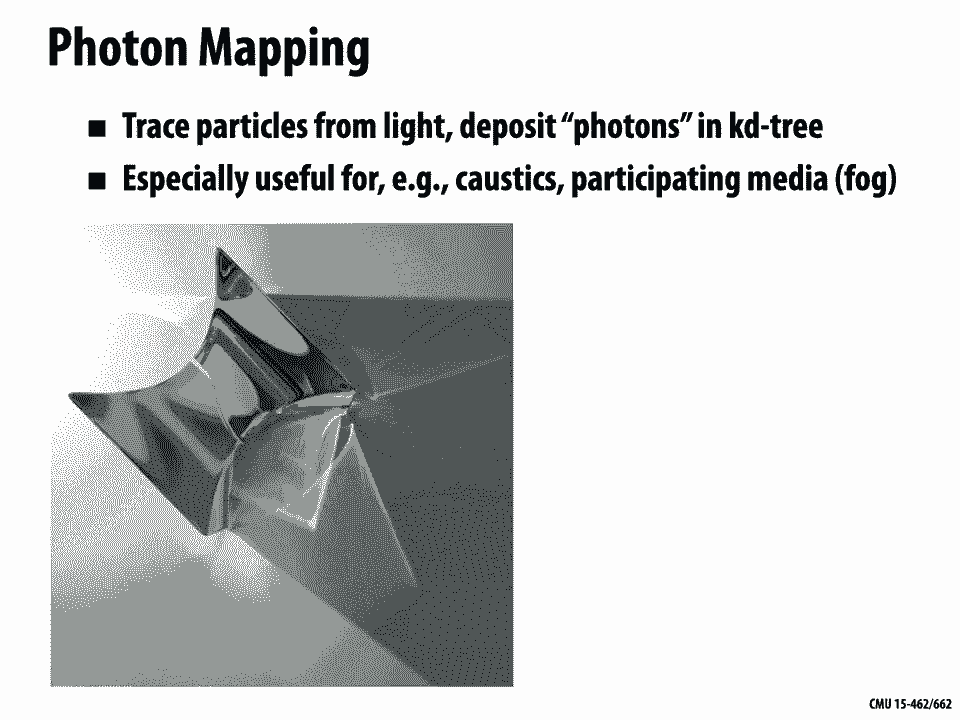 Photon Mapping
■ Trace particles from light, deposit “photons” in kd-tree
■ Especially useful for, e.g., caustics, participating media (fog)
CMU 15-462/662